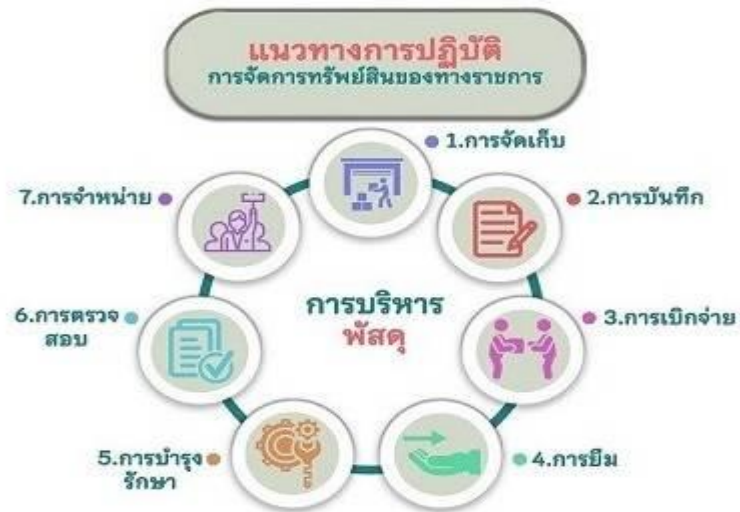 แนวทางการปฏิบัติ
การจัดการทรัพย์สินของทางราชการ
1.การจัดเก็บ
2.การบันทึก
3.การเบิกจ่าย
4.การยืม
5.การบำรุง
รักษา
6.การตรวจ
สอบ
7.การจำหน่าย
การบริหาร
พัสดุ